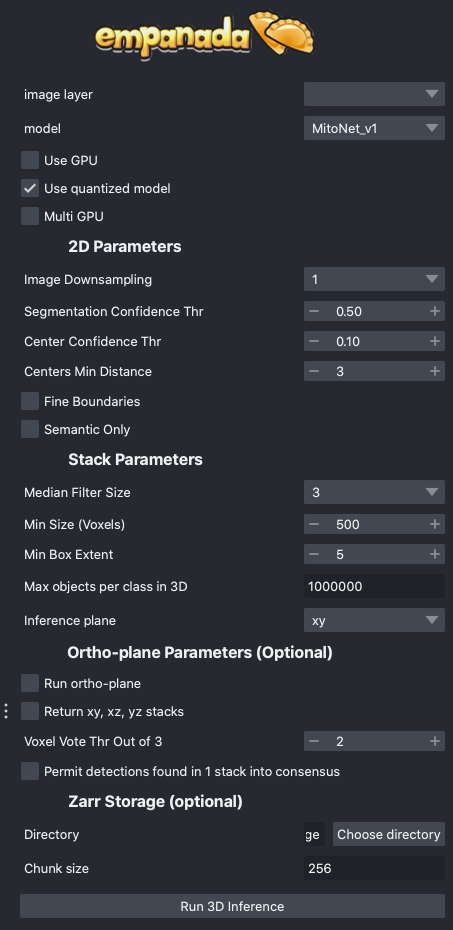 empanada
image layer
model MitoNet_v1
Use GPU
Use quantized model
Multi GPU
2D Parameters
Image Downsampling 1
Segmentation Confidence Thr 0.50
Center Confidence Thr 0.10
Centers Min Distance 3
Fine Boundaries
Semantic Only
Stack Parameters
Median Filter Size 3
Min Size (Voxels) 500
Min Box Extent 5
Max objects per class in 3D 1000000
Inference plane xy
Ortho-plane Parameters (Optional)
Run ortho-plane
Return xy, xz, yz stacks
Voxel Vote Thr Out of 3 2
Permit detections found in 1 stack into consensus
Zarr Storage (optional)
Directory ge Choose directory
Chunk size 256
Run 3D Inference